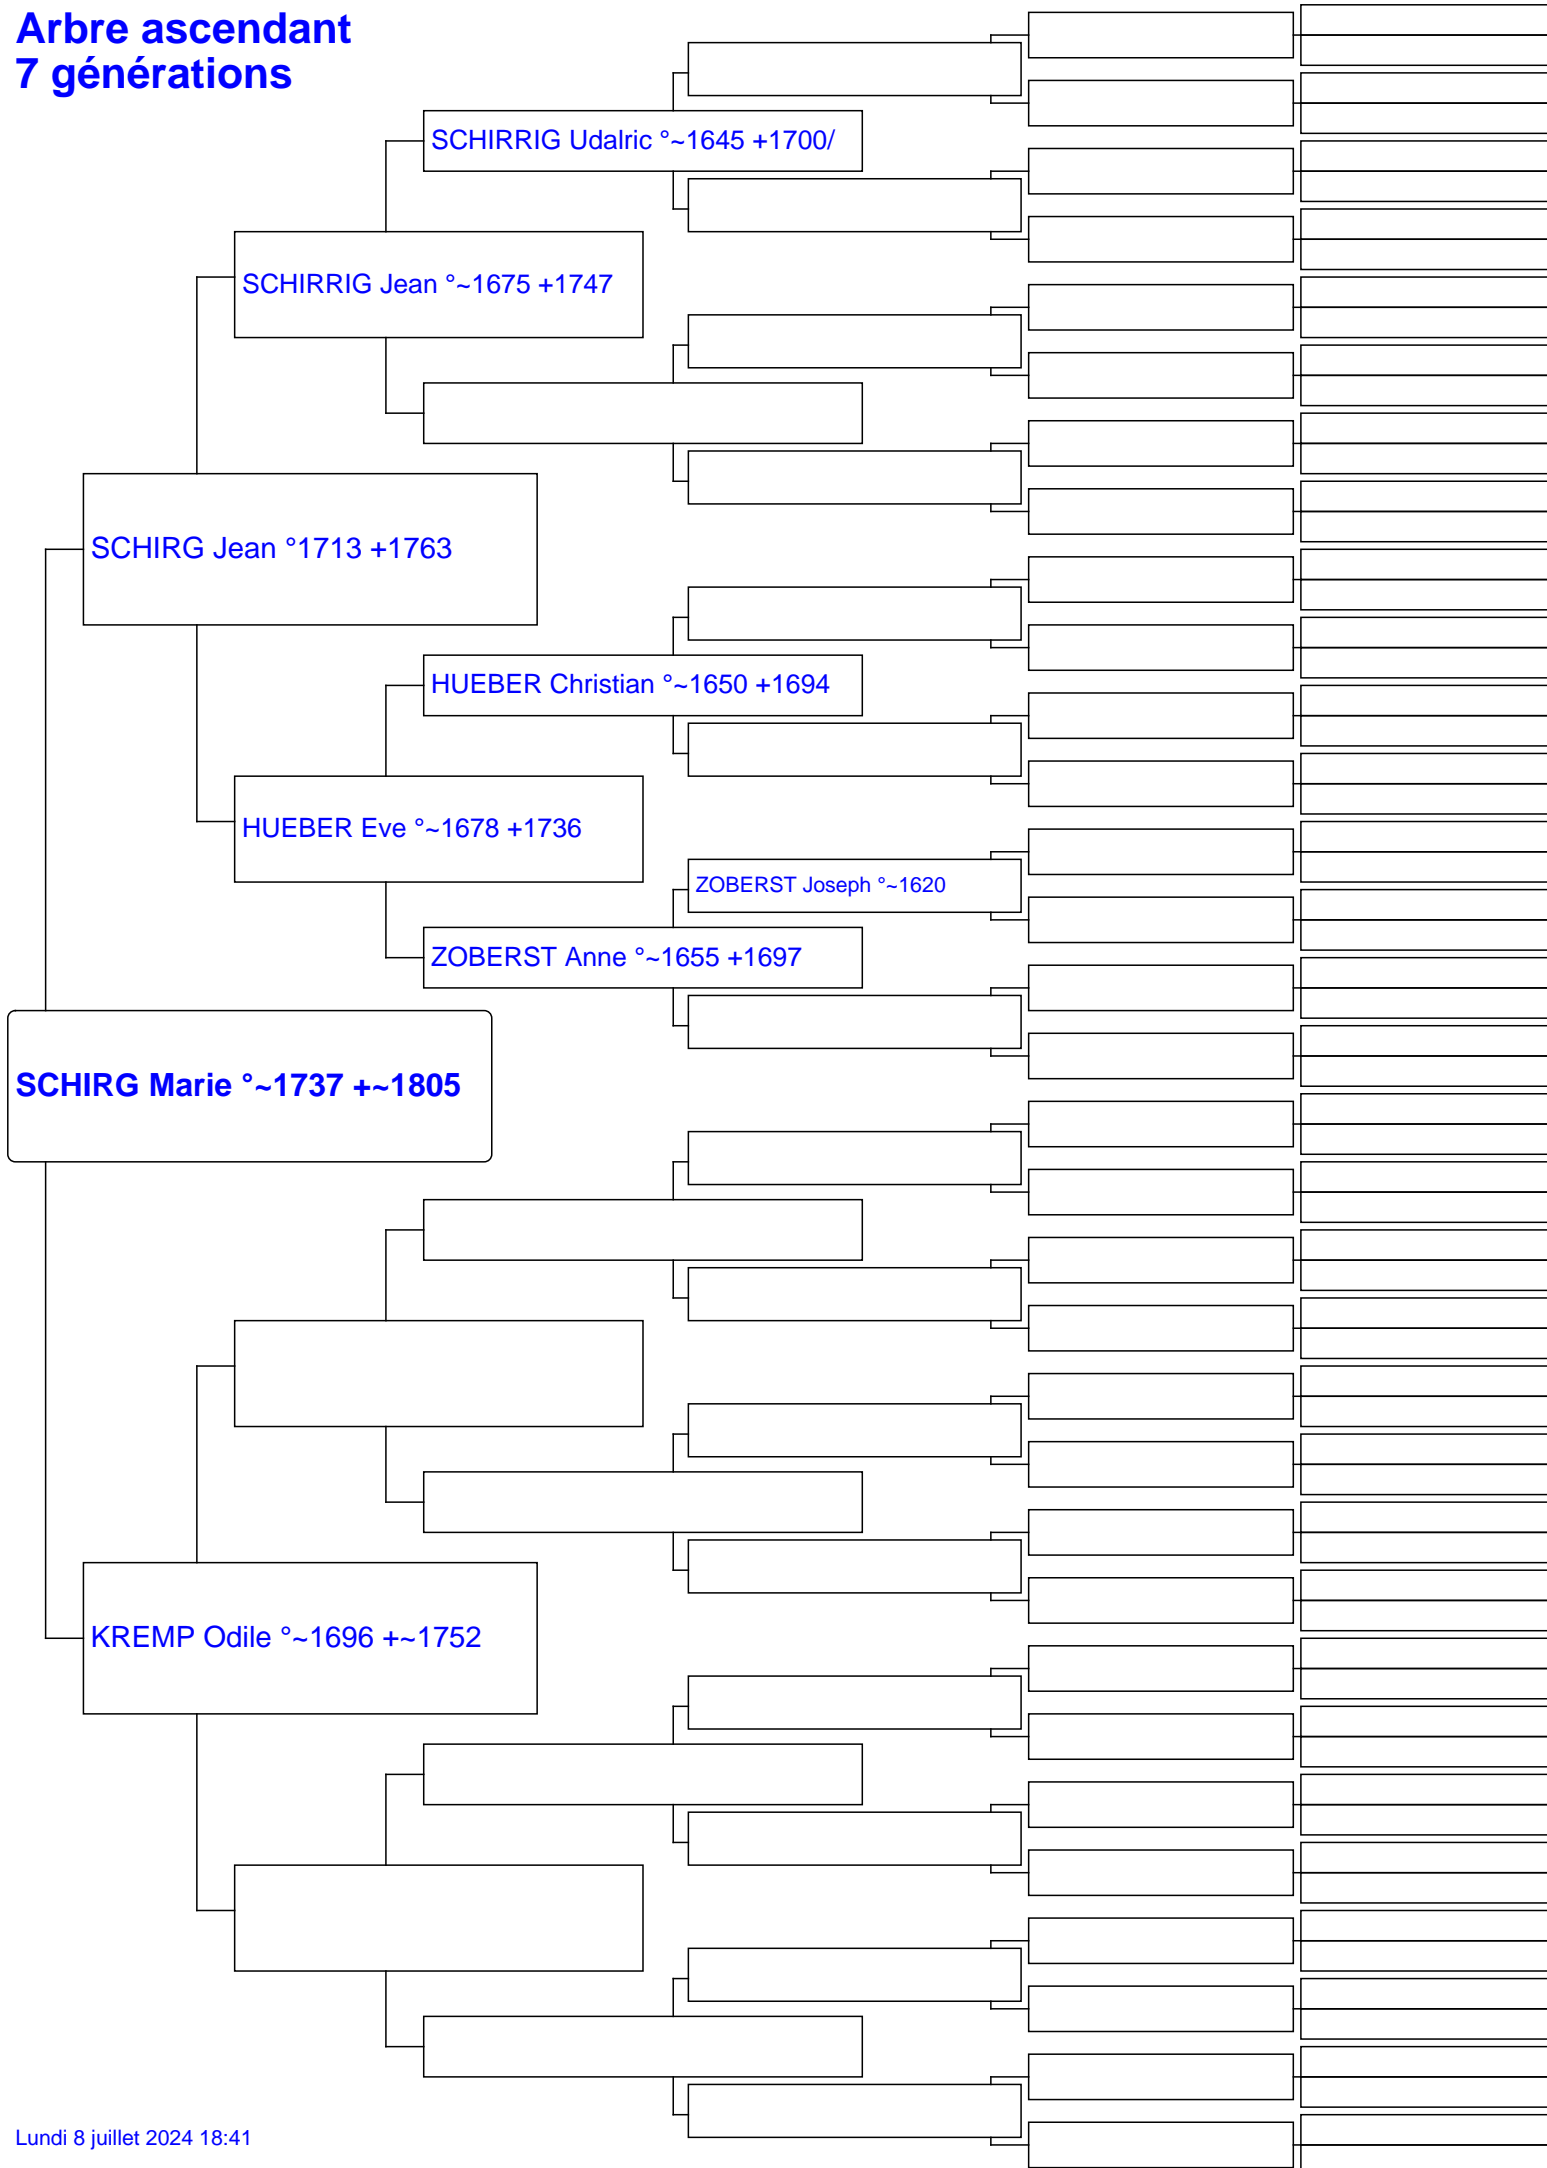 Arbre ascendant
7 générations
SCHIRRIG Udalric °~1645 +1700/
SCHIRRIG Jean °~1675 +1747
SCHIRG Jean °1713 +1763
HUEBER Christian °~1650 +1694
HUEBER Eve °~1678 +1736
ZOBERST Joseph °~1620
ZOBERST Anne °~1655 +1697
SCHIRG Marie °~1737 +~1805
KREMP Odile °~1696 +~1752
Lundi 8 juillet 2024 18:41